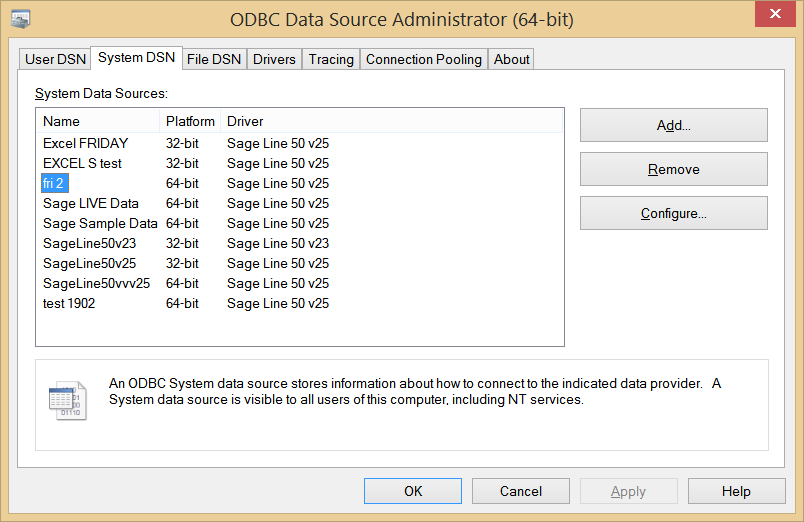 ODBC Data Source Administrator (64-bit)
User DSN System DSN File DSN Drivers Tracing Connection Pooling About
System Data Sources:
Name Platform Driver
Excel FRIDAY 32-bit Sage Line 50 v25
EXCEL S test 32-bit Sage Line 50 v25
fri 2 64-bit Sage Line 50 v25
Sage LIVE Data 64-bit Sage Line 50 v25
Sage Sample Data 64-bit Sage Line 50 v25
SageLine50v23 32-bit Sage Line 50 v23
SageLine50v25 32-bit Sage Line 50 v25
SageLine50vvv25 64-bit Sage Line 50 v25
test 1902 64-bit Sage Line 50 v25
Add...
Remove
Configure...
An ODBC System data source stores information about how to connect to the indicated data provider. A
System data source is visible to all users of this computer, including NT services.
OK Cancel Apply Help